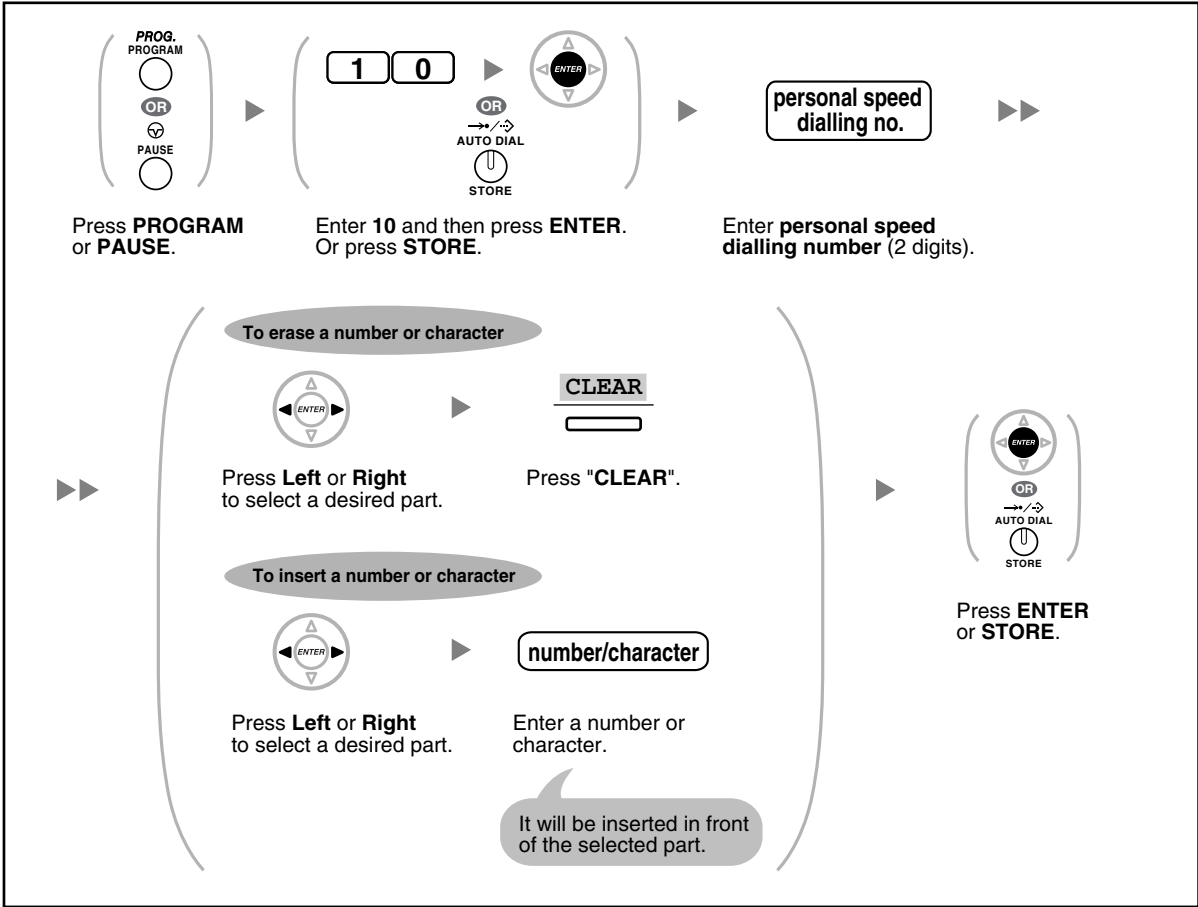 PROG.
PROGRAM
OR
PAUSE
Press PROGRAM
or PAUSE.
1 0
ENTER
OR
AUTO DIAL
STORE
Enter 10 and then press ENTER.
Or press STORE.
personal speed
dialling no.
Enter personal speed
dialling number (2 digits).
To erase a number or character
ENTER
Press Left or Right
to select a desired part.
CLEAR
Press "CLEAR".
To insert a number or character
ENTER
Press Left or Right
to select a desired part.
number/character
Enter a number or
character.
It will be inserted in front
of the selected part.
ENTER
OR
AUTO DIAL
STORE
Press ENTER
or STORE.